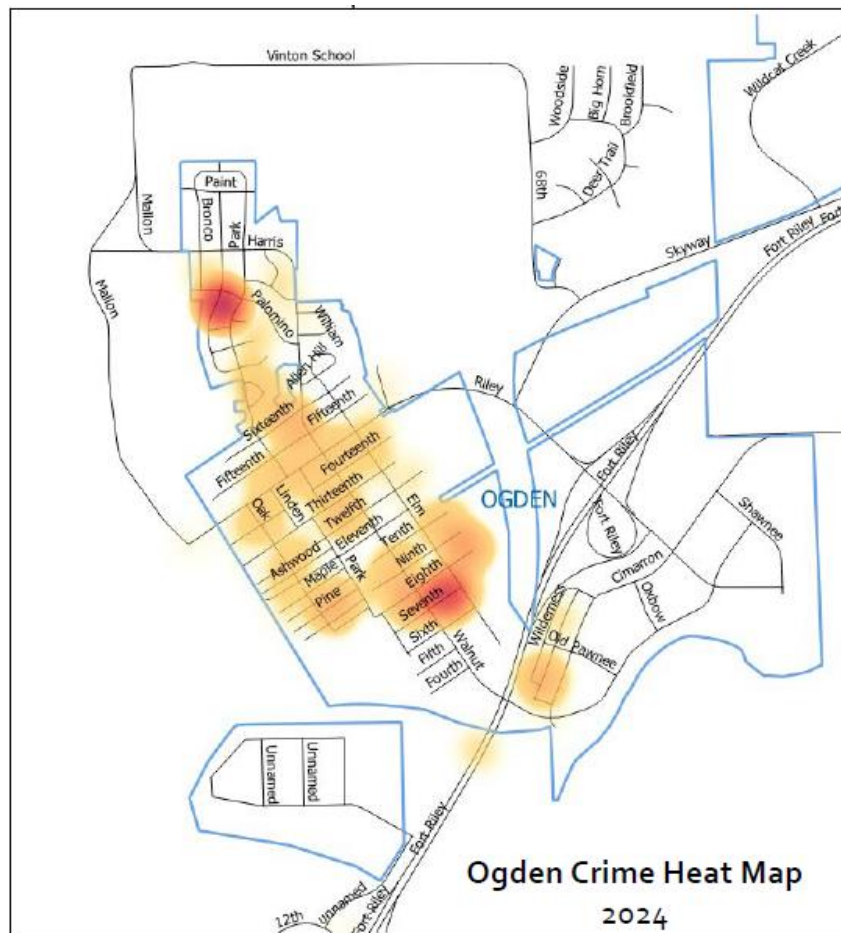 Vinton School
Woodside
Big Horn
Brookfield
Wildcat Creek
Deer Trail
68th
Mallon
Paint
Bronco
Park
Harris
Skyway
Fort Riley
Fort
Mallon
Palomino
William
Allen Hill
Riley
Sixteenth
Fifteenth
Fifteenth
Fourteenth
Fort Riley
Linden
Thirteenth
Elm
OGDEN
Oak
Twelfth
Fort Riley
Shawnee
Eleventh
Tenth
Ashwood
Park
Ninth
Cimarron
Maple
Eighth
Pine
Seventh
Oxbow
Wilderness
Sixth
Walnut
Old Pawnee
Fifth
Fourth
Unnamed
Unnamed
Fort Riley
Ogden Crime Heat Map
2024
12th
unnamed
Fort Riley